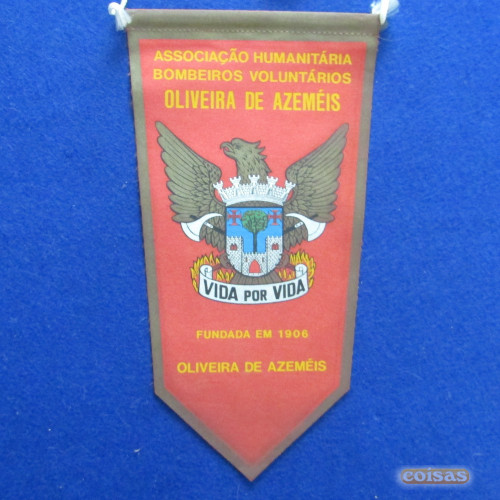 ASSOCIAÇÃO HUMANITÁRIA
BOMBEIROS VOLUNTÁRIOS
OLIVEIRA DE AZEMÉIS
VIDA POR VIDA
FUNDADA EM 1906
OLIVEIRA DE AZEMÉIS
coisas